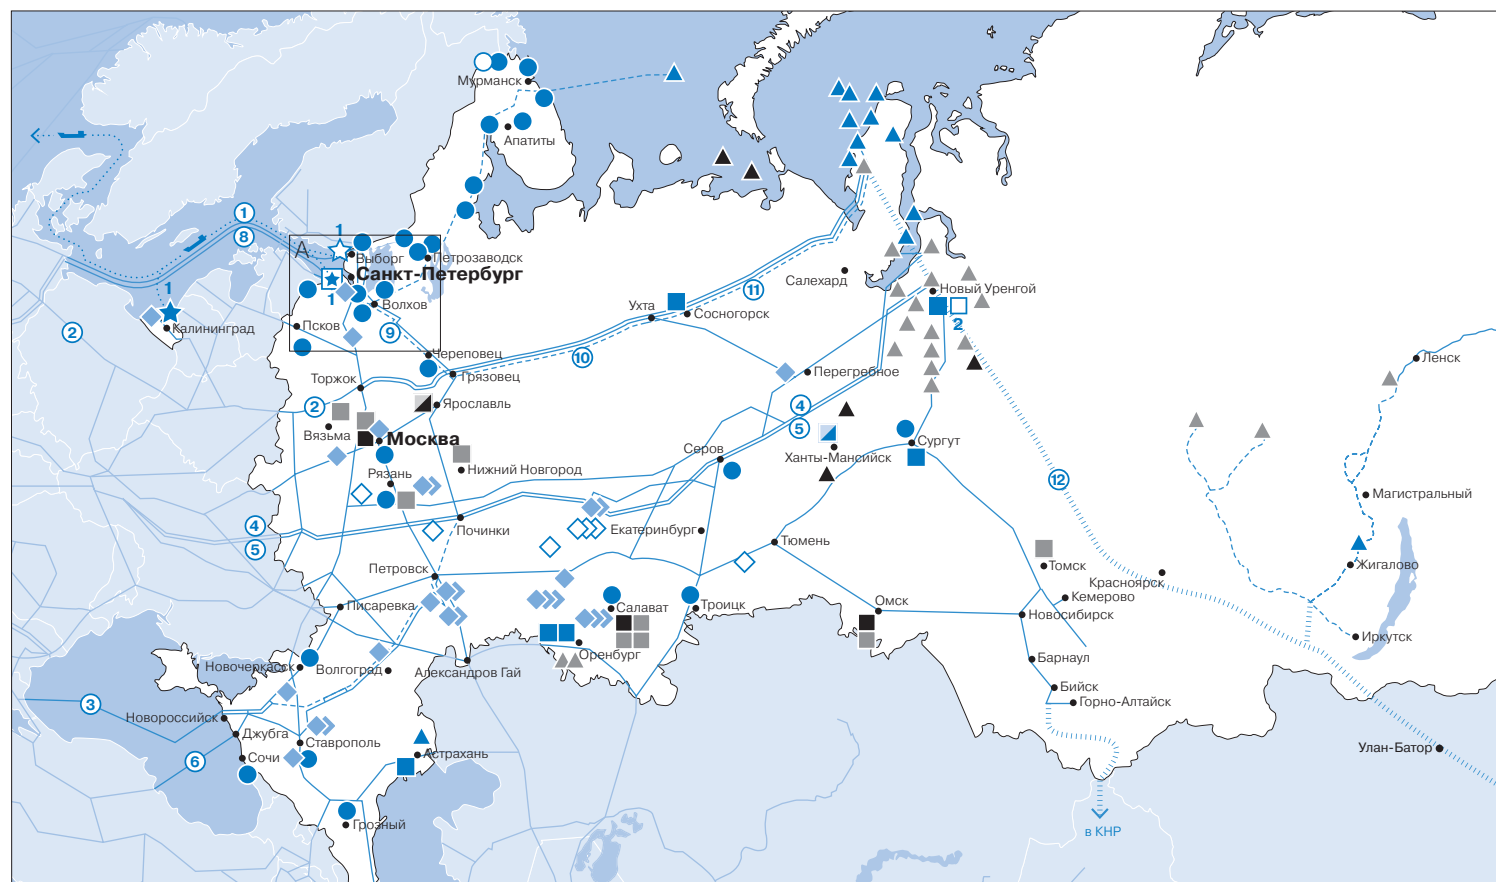 Мурманск
Апатиты
1
8
1
А
Выборг
Петрозаводск
Санкт-Петербург
1
Волхов
1
Калининград
2
Псков
9
Череповец
Торжок
Грязовец
10
11
Ухта
Сосногорск
Салехард
Новый Уренгой
2
Ленск
2
Ярославль
Вязьма
Москва
Перегребное
4
5
Серов
Ханты-Мансийск
Сургут
Рязань
Нижний Новгород
12
Магистральный
4
5
Починки
Екатеринбург
Тюмень
Томск
Красноярск
Кемерово
Жигалово
Петровск
Писаревка
Салават
Троицк
Омск
Новосибирск
Иркутск
Оренбург
Новочеркасск
Волгоград
Александров Гай
Барнаул
Бийск
Горно-Алтайск
3
Новороссийск
Джубга
6
Сочи
Ставрополь
Астрахань
Улан-Батор
Грозный
в КНР